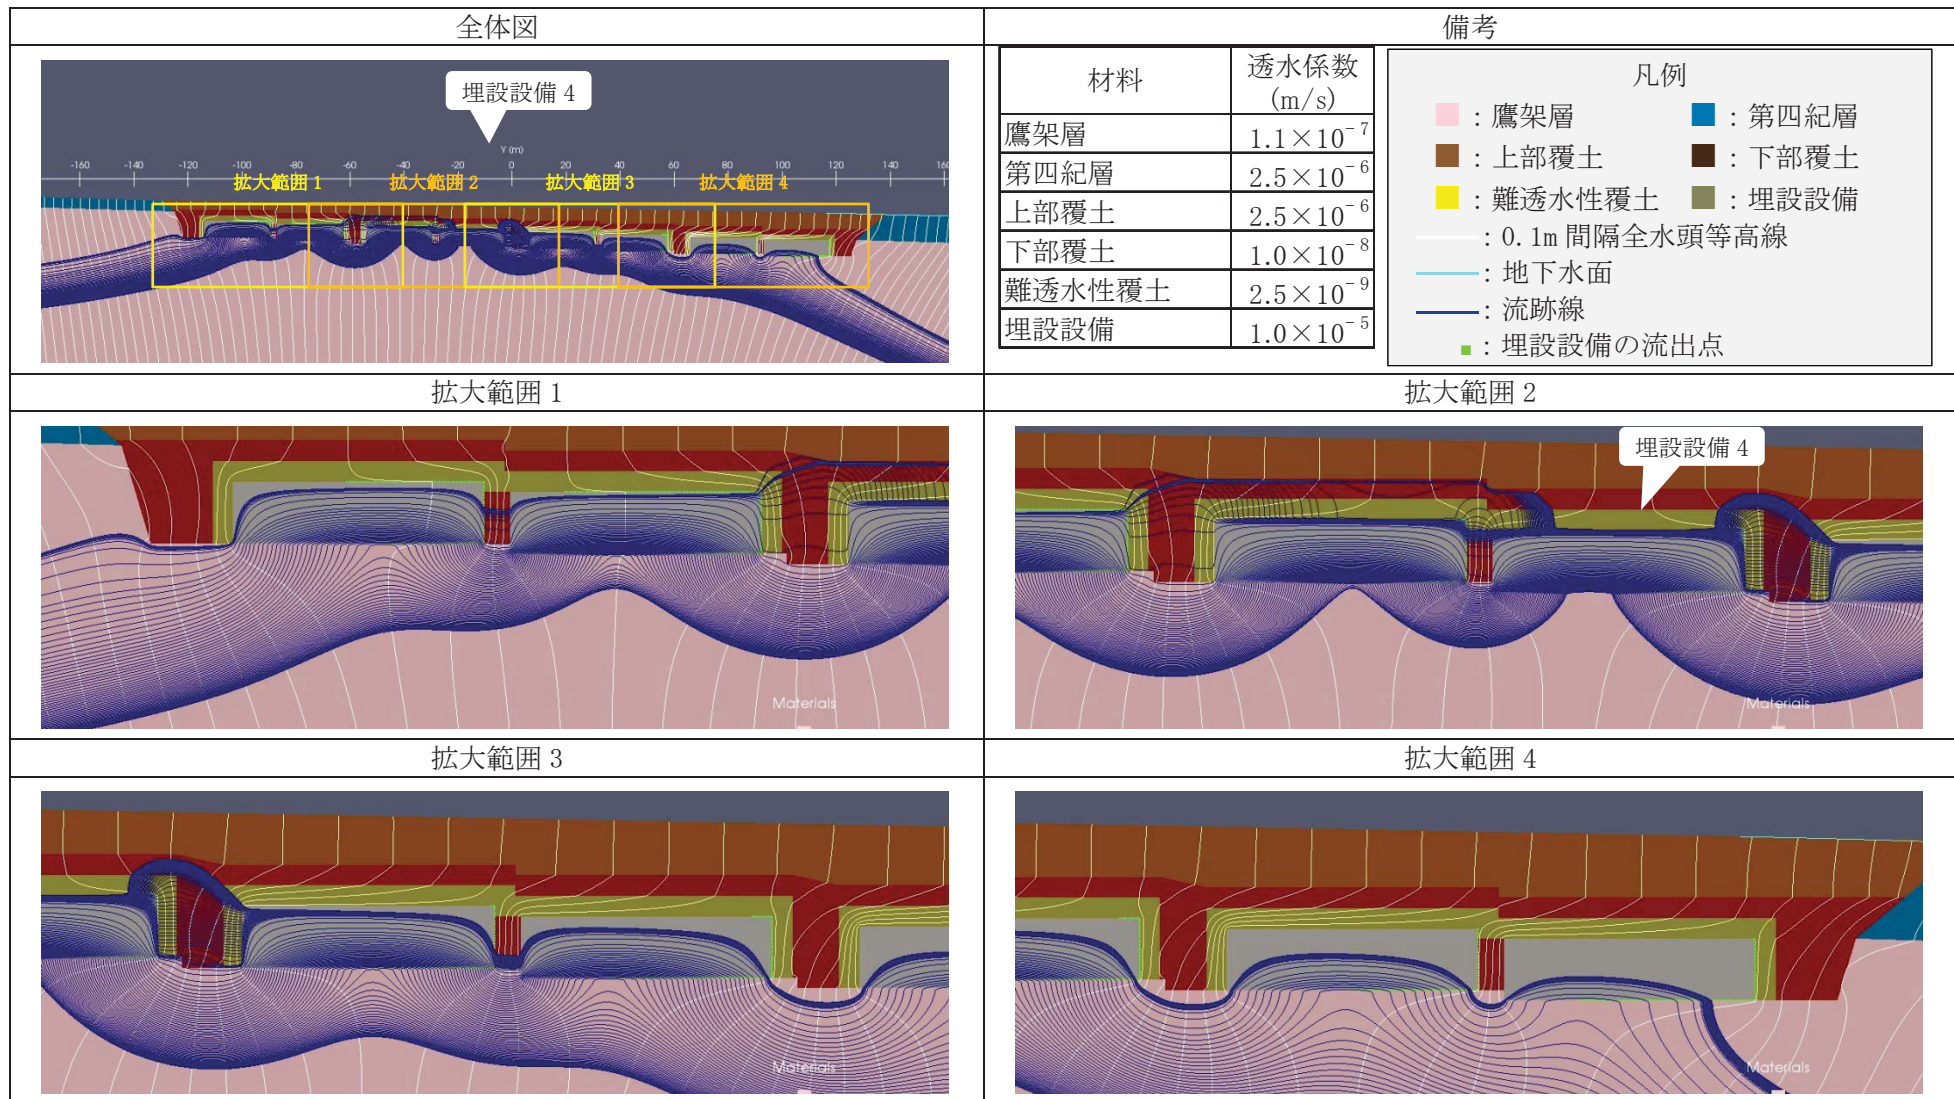 全体図
備考
埋設設備 4
Y (m)
-160 -140 -120 -100 -80 -60 -40 -20 0 20 40 60 80 100 120 140 160
拡大範囲 1 拡大範囲 2 拡大範囲 3 拡大範囲 4
材料 透水係数
(m/s)
鷹架層 1.1×10⁻⁷
第四紀層 2.5×10⁻⁶
上部覆土 2.5×10⁻⁶
下部覆土 1.0×10⁻⁸
難透水性覆土 2.5×10⁻⁹
埋設設備 1.0×10⁻⁵
凡例
：鷹架層 ：第四紀層
：上部覆土 ：下部覆土
：難透水性覆土 ：埋設設備
：0.1m 間隔全水頭等高線
：地下水面
：流跡線
：埋設設備の流出点
拡大範囲 1
拡大範囲 2
Materials
埋設設備 4
Materials
拡大範囲 3
拡大範囲 4
Materials
Materials